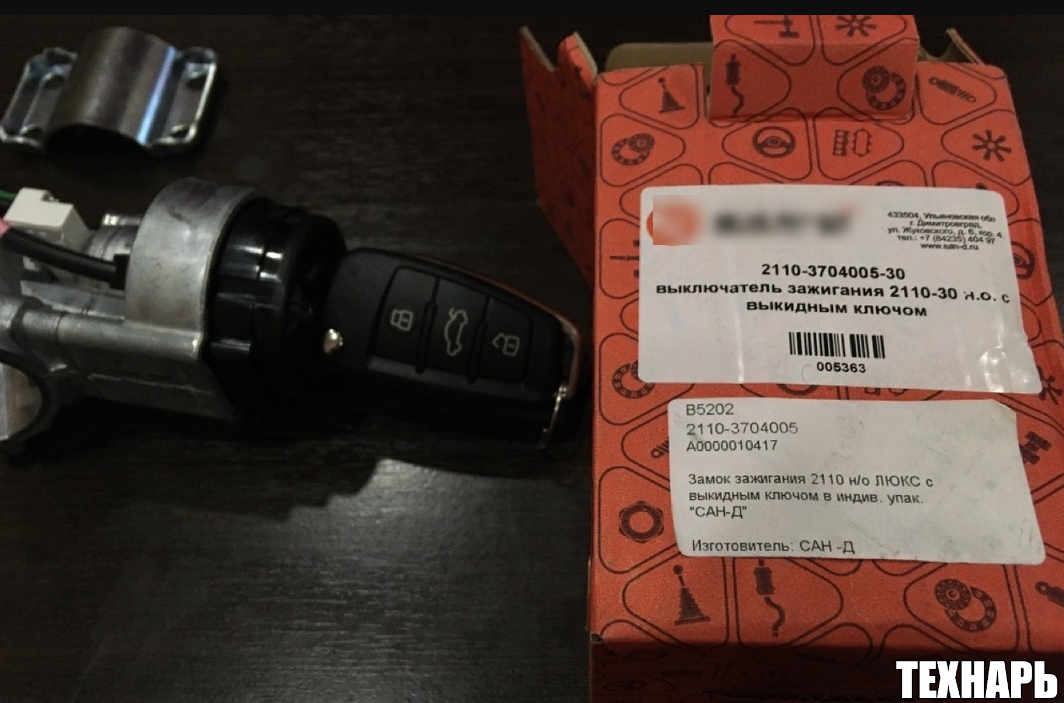 433504, Ульяновская обл
г. Димитровград,
ул. Жуковского, д. 6, кор. 4.
тел.: +7 (84235) 404 97
www.san-d.ru
2110-3704005-30
выключатель зажигания 2110-30 н.о. с
выкидным ключом
005363
B5202
2110-3704005
A0000010417
Замок зажигания 2110 н/о ЛЮКС с
выкидным ключом в индив. упак.
"САН-Д"
Изготовитель: САН -Д
ТЕХНАРЬ